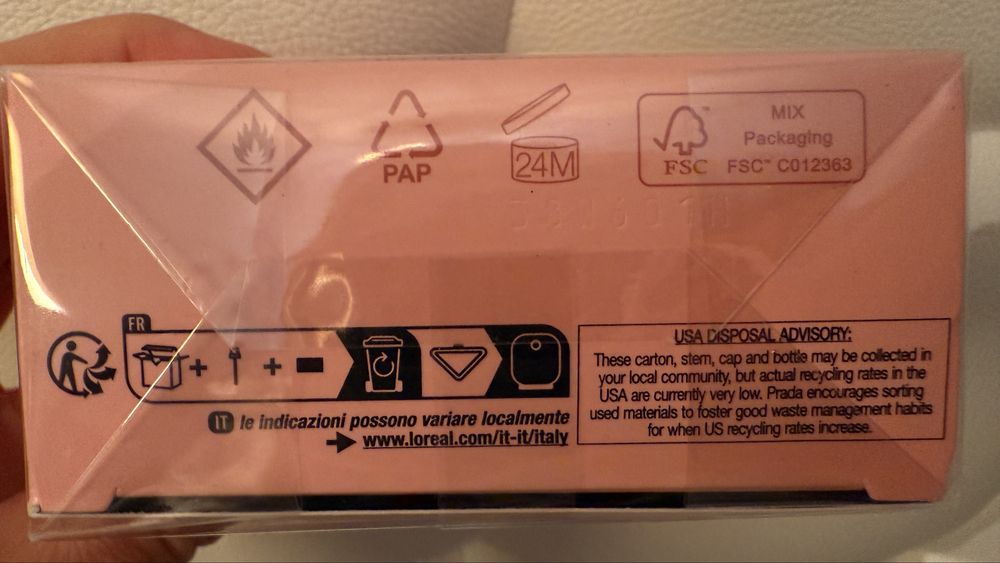 PAP
24M
FSC™
MIX
Packaging
FSC™ C012363
FR
IT le indicazioni possono variare localmente
www.loreal.com/it-it/italy
USA DISPOSAL ADVISORY:
These carton, stem, cap and bottle may be collected in
your local community, but actual recycling rates in the
USA are currently very low. Prada encourages sorting
used materials to foster good waste management habits
for when US recycling rates increase.